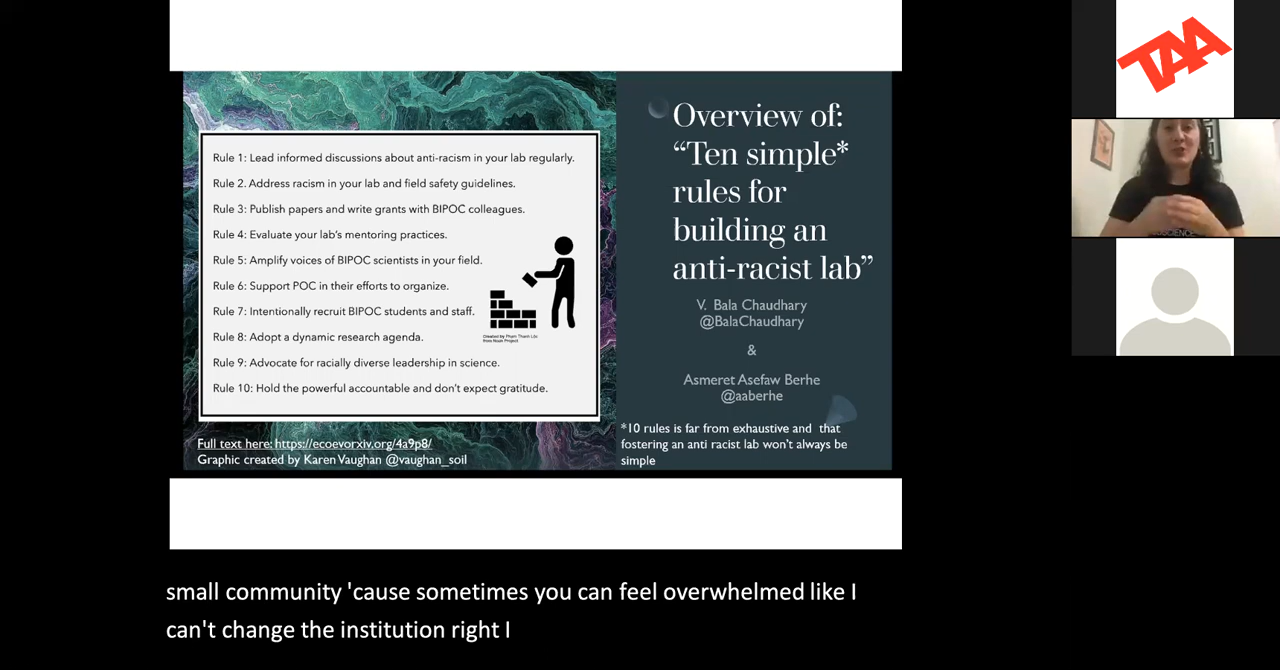 Rule 1: Lead informed discussions about anti-racism in your lab regularly.
Rule 2. Address racism in your lab and field safety guidelines.
Rule 3: Publish papers and write grants with BIPOC colleagues.
Rule 4: Evaluate your lab's mentoring practices.
Rule 5: Amplify voices of BIPOC scientists in your field.
Rule 6: Support POC in their efforts to organize.
Rule 7: Intentionally recruit BIPOC students and staff.
Rule 8: Adopt a dynamic research agenda.
Rule 9: Advocate for racially diverse leadership in science.
Rule 10: Hold the powerful accountable and don't expect gratitude.
Created by Pham Thanh Lôc
from Noun Project
Full text here: https://ecoevorxiv.org/4a9p8/
Graphic created by Karen Vaughan @vaughan_soil
Overview of:
“Ten simple*
rules for
building an
anti-racist lab”
V. Bala Chaudhary
@BalaChaudhary
&
Asmeret Asefaw Berhe
@aaberhe
*10 rules is far from exhaustive and that
fostering an anti racist lab won't always be
simple
TAA
small community 'cause sometimes you can feel overwhelmed like I
can't change the institution right I